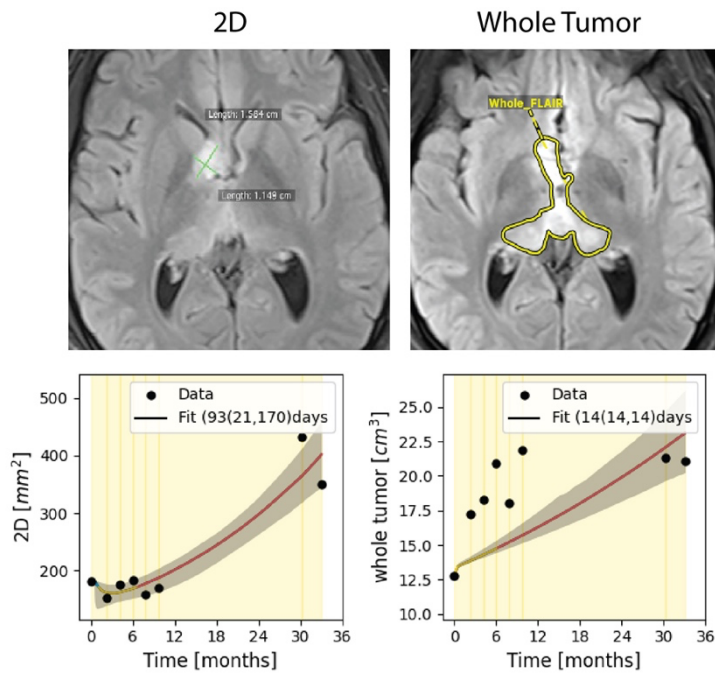 2D
Whole Tumor
Length: 1.584 cm
Length: 1.149 cm
Whole_FLAIR
500
400
300
200
2D [mm²]
Data
Fit (93(21,170)days
0 6 12 18 24 30 36
Time [months]
25.0
22.5
20.0
17.5
15.0
12.5
10.0
whole tumor [cm³]
Data
Fit (14(14,14)days
0 6 12 18 24 30 36
Time [months]